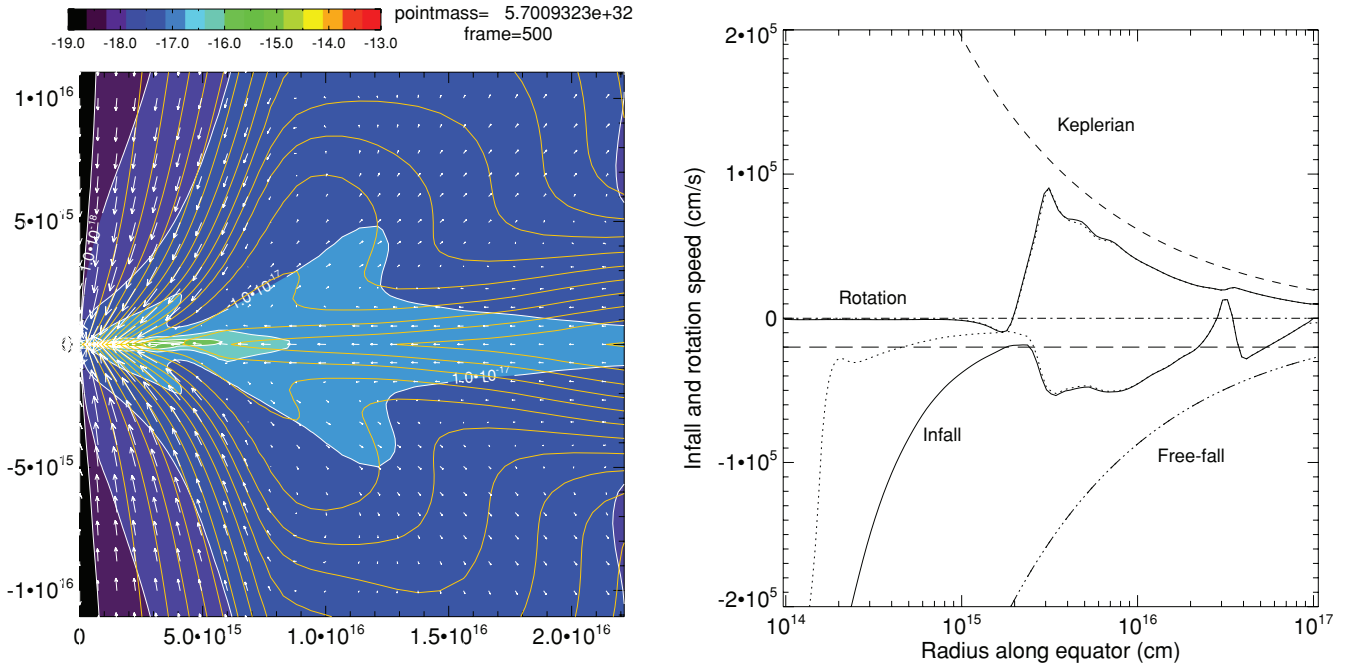 pointmass= 5.7009323e+32
frame=500
-19.0 -18.0 -17.0 -16.0 -15.0 -14.0 -13.0
1•10¹⁶
5•10¹⁵
0
-5•10¹⁵
-1•10¹⁶
0 5.0•10¹⁵ 1.0•10¹⁶ 1.5•10¹⁶ 2.0•10¹⁶
1.0•10⁻¹⁸
1.0•10⁻¹⁷
1.0•10⁻¹⁷
Infall and rotation speed (cm/s)
2•10⁵
1•10⁵
0
-1•10⁵
-2•10⁵
Keplerian
Rotation
Infall
Free-fall
10¹⁴ 10¹⁵ 10¹⁶ 10¹⁷
Radius along equator (cm)